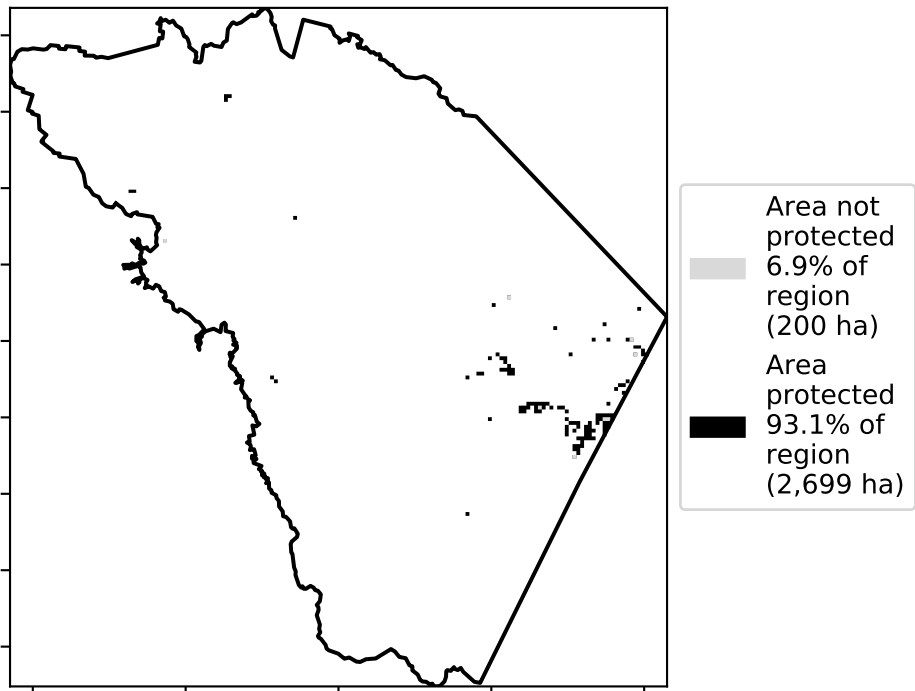 Area not
protected
6.9% of
region
(200 ha)
Area
protected
93.1% of
region
(2,699 ha)